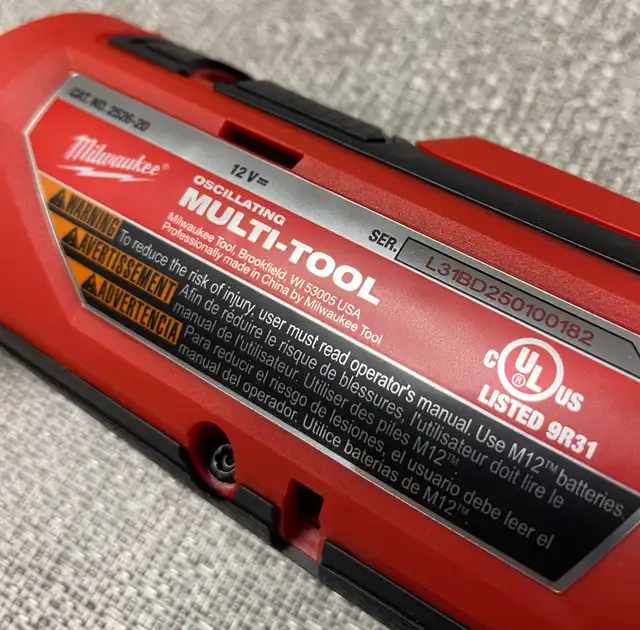 CAT. NO. 2526-20
Milwaukee®
12 V⎓
OSCILLATING
MULTI-TOOL
Milwaukee Tool, Brookfield, WI 53005 USA
Professionally made in China by Milwaukee Tool
SER.
L31BD250100182
C UL® US
LISTED 9R31
WARNING To reduce the risk of injury, user must read operator's manual. Use M12™ batteries.
AVERTISSEMENT Afin de réduire le risque de blessures, l'utilisateur doit lire le
manuel de l'utilisateur. Utiliser des piles M12™
ADVERTENCIA Para reducir el riesgo de lesiones, el usuario debe leer el
manual del operador. Utilice baterías de M12™